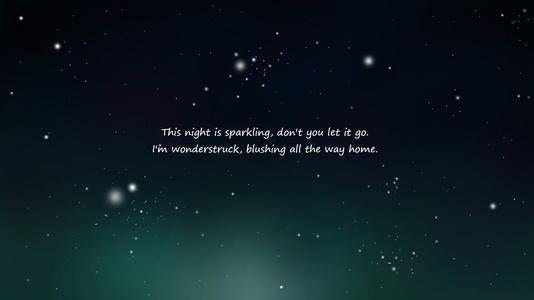 This night is sparkling, don't you let it go.
I'm wonderstruck, blushing all the way home.